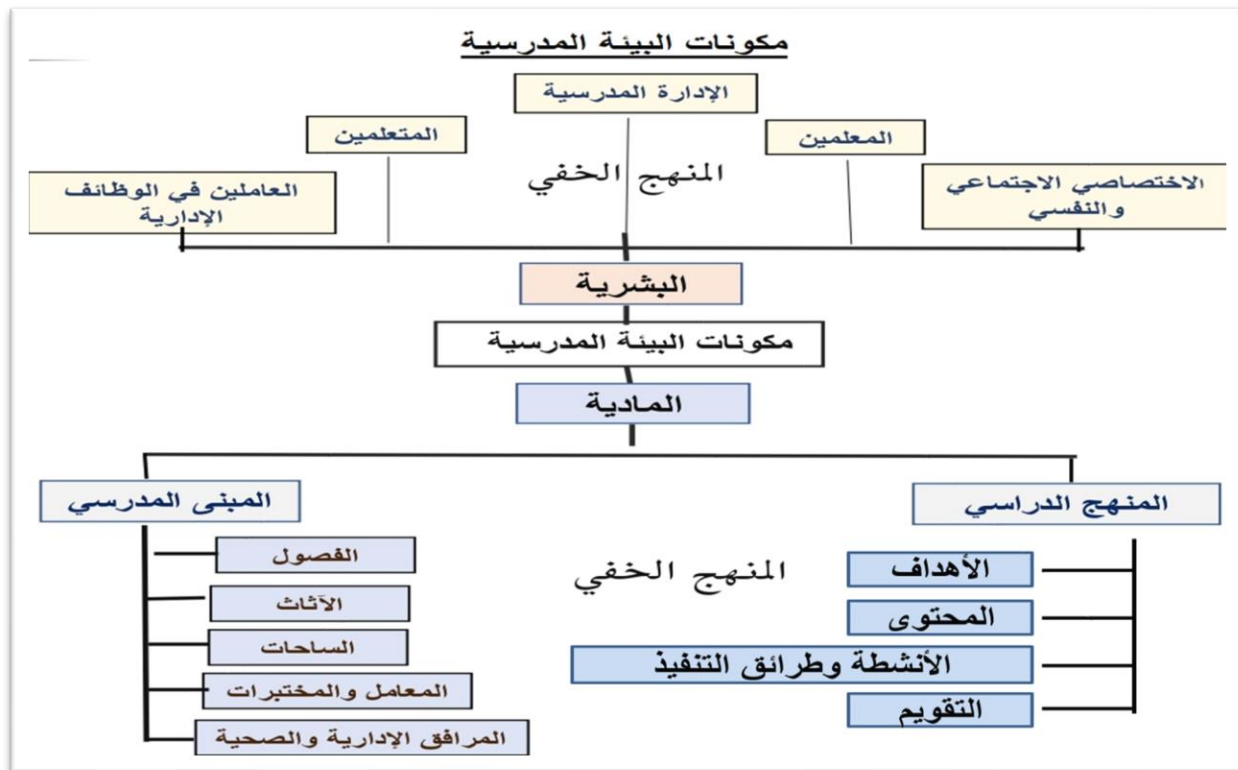 مكونات البيئة المدرسية
الإدارة المدرسية
المعلمين
المتعلمين
المنهج الخفي
الاختصاصي الاجتماعي
والنفسي
العاملين في الوظائف
الإدارية
البشرية
مكونات البيئة المدرسية
المادية
المنهج الدراسي
المبنى المدرسي
الأهداف
المحتوى
الأنشطة وطرائق التنفيذ
التقويم
المنهج الخفي
الفصول
الآثاث
الساحات
المعامل والمختبرات
المرافق الإدارية والصحية